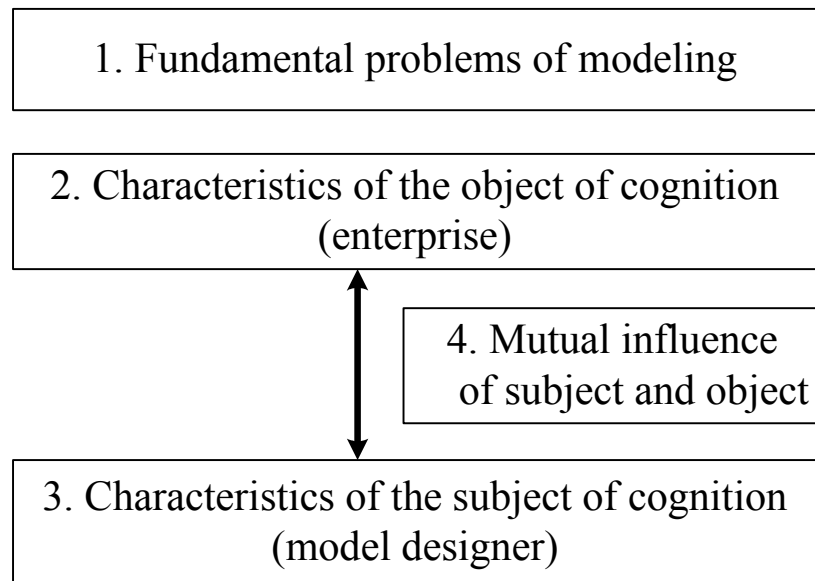 1. Fundamental problems of modeling
2. Characteristics of the object of cognition
(enterprise)
4. Mutual influence
of subject and object
3. Characteristics of the subject of cognition
(model designer)